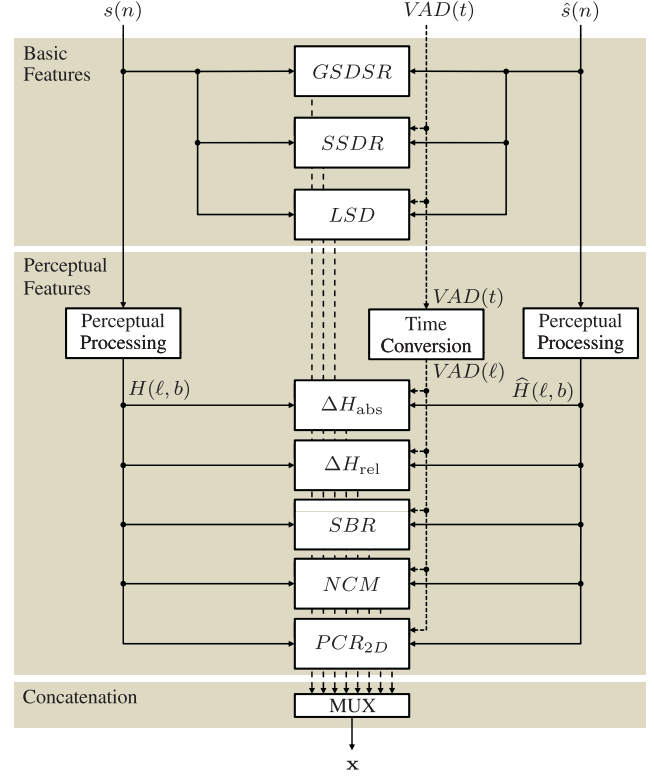 s(n) VAD(t) ŝ(n)
Basic
Features
GSDSR
SSDR
LSD
Perceptual
Features
VAD(t)
Perceptual
Processing
Time
Conversion
Perceptual
Processing
VAD(ℓ)
H(ℓ, b)
Ĥ(ℓ, b)
ΔH_abs
ΔH_rel
SBR
NCM
PCR_2D
Concatenation
MUX
x